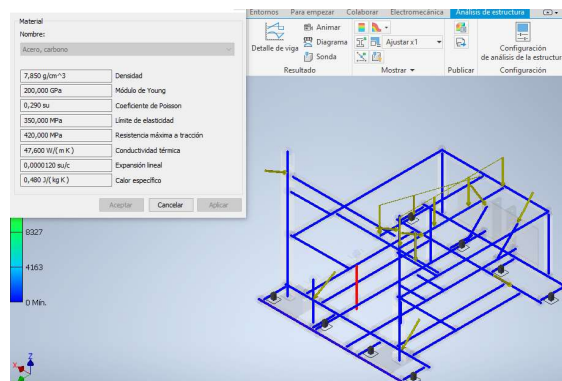 Entornos Para empezar Colaborar Electromecánica Análisis de estructura
Material
Nombre:
Acero, carbono
7,850 g/cm^3 Densidad
200,000 GPa Módulo de Young
0,290 su Coeficiente de Poisson
350,000 MPa Límite de elasticidad
420,000 MPa Resistencia máxima a tracción
47,600 W/( m K ) Conductividad térmica
0,0000120 su/c Expansión lineal
0,480 J/( kg K ) Calor específico
Aceptar Cancelar Aplicar
Detalle de viga
Animar
Diagrama
Sonda
Ajustar x1
Configuración
de análisis de la estructur
Resultado Mostrar Publicar Configuración
8327
4163
0 Mín.
Z
X